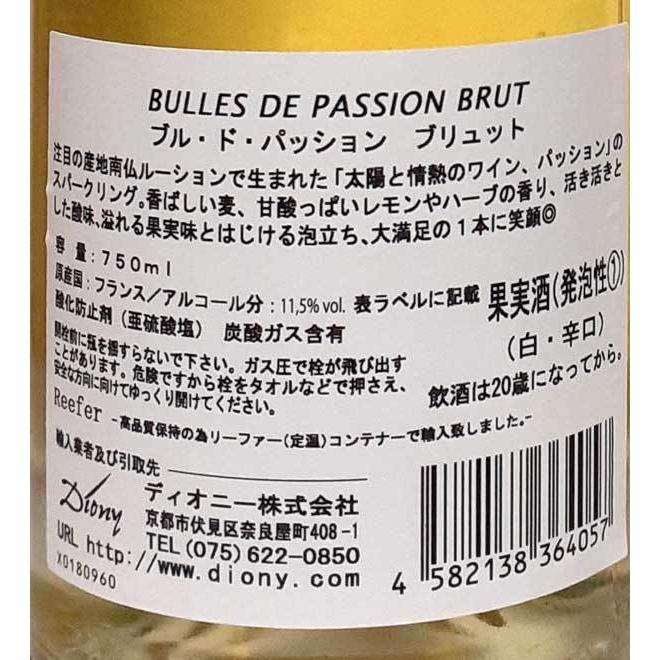 BULLES DE PASSION BRUT
ブル・ド・パッション ブリュット
注目の産地南仏ルーションで生まれた「太陽と情熱のワイン、パッション」の
スパークリング。香ばしい麦、甘酸っぱいレモンやハーブの香り、活き活きと
した酸味、溢れる果実味とはじける泡立ち、大満足の1本に笑顔◎
容量:750ml
原産国:フランス/アルコール分:11,5% vol. 表ラベルに記載
酸化防止剤(亜硫酸塩) 炭酸ガス含有
果実酒(発泡性①)
(白・辛口)
飲酒は20歳になってから。
開栓前に瓶を揺すらないで下さい。ガス圧で栓が飛び出す
ことがあります。危険ですから栓をタオルなどで押さえ、
安全な方向に向けてゆっくり開けてください。
Reefer -高品質保持の為リーファー(定温)コンテナーで輸入致しました。-
輸入業者及び引取先
Diony
ディオニー株式会社
京都市伏見区奈良屋町408-1
TEL (075) 622-0850
URL http://www.diony.com
X0180960
4 582138 364057